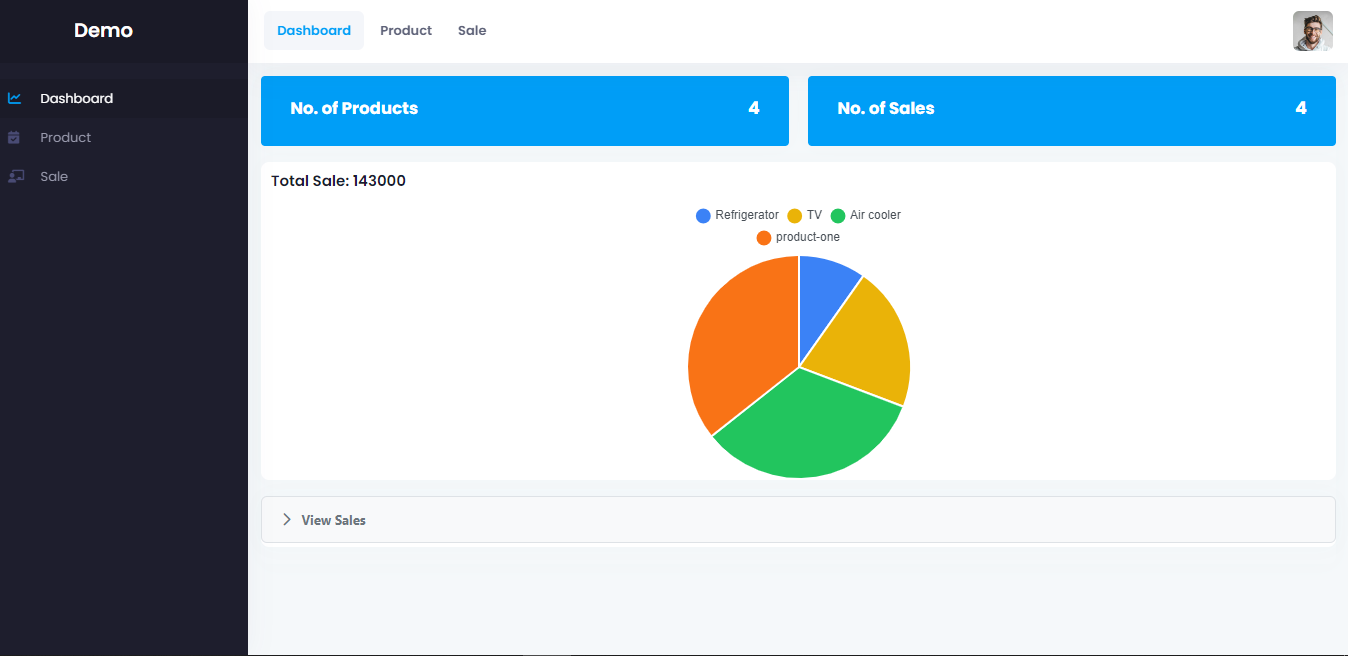 Demo
Dashboard Product Sale
Dashboard
Product
Sale
No. of Products 4
No. of Sales 4
Total Sale: 143000
Refrigerator TV Air cooler
product-one
View Sales